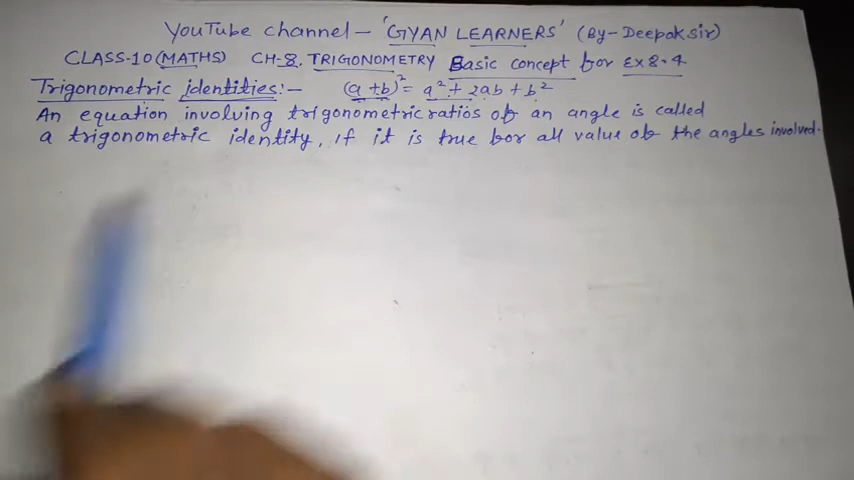 YouTube channel - 'GYAN LEARNERS' (By-Deepak sir)
CLASS-10 (MATHS) CH-8. TRIGONOMETRY Basic concept for Ex 8.4
Trigonometric identities:- (a+b)² = a² + 2ab + b²
An equation involving trigonometric ratios of an angle is called
a trigonometric identity, if it is true for all value of the angles involved.